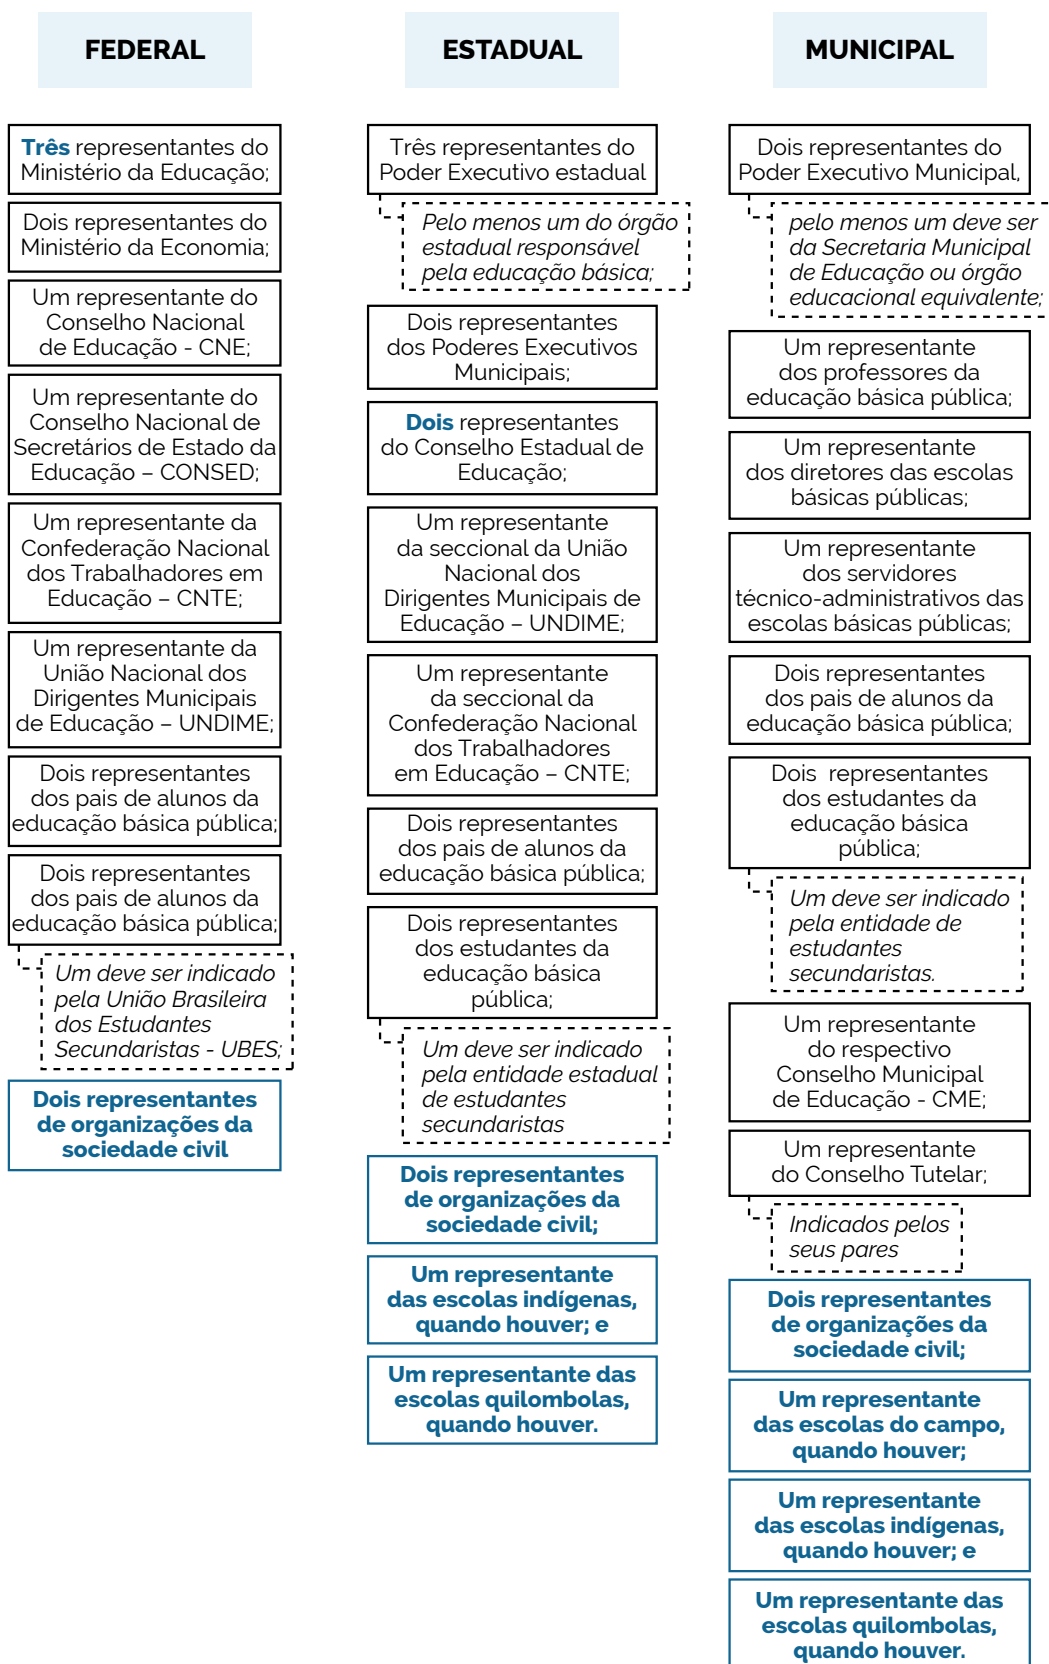 FEDERAL
Três representantes do
Ministério da Educação;
Dois representantes do
Ministério da Economia;
Um representante do
Conselho Nacional
de Educação - CNE;
Um representante do
Conselho Nacional de
Secretários de Estado da
Educação – CONSED;
Um representante da
Confederação Nacional
dos Trabalhadores em
Educação – CNTE;
Um representante da
União Nacional dos
Dirigentes Municipais
de Educação – UNDIME;
Dois representantes
dos pais de alunos da
educação básica pública;
Dois representantes
dos pais de alunos da
educação básica pública;
Um deve ser indicado
pela União Brasileira
dos Estudantes
Secundaristas - UBES;
Dois representantes
de organizações da
sociedade civil
ESTADUAL
Três representantes do
Poder Executivo estadual
Pelo menos um do órgão
estadual responsável
pela educação básica;
Dois representantes
dos Poderes Executivos
Municipais;
Dois representantes
do Conselho Estadual de
Educação;
Um representante
da seccional da União
Nacional dos
Dirigentes Municipais de
Educação – UNDIME;
Um representante
da seccional da
Confederação Nacional
dos Trabalhadores
em Educação – CNTE;
Dois representantes
dos pais de alunos da
educação básica pública;
Dois representantes
dos estudantes da
educação básica
pública;
Um deve ser indicado
pela entidade estadual
de estudantes
secundaristas
Dois representantes
de organizações da
sociedade civil;
Um representante
das escolas indígenas,
quando houver; e
Um representante das
escolas quilombolas,
quando houver.
MUNICIPAL
Dois representantes do
Poder Executivo Municipal,
pelo menos um deve ser
da Secretaria Municipal
de Educação ou órgão
educacional equivalente;
Um representante
dos professores da
educação básica pública;
Um representante
dos diretores das escolas
básicas públicas;
Um representante
dos servidores
técnico-administrativos das
escolas básicas públicas;
Dois representantes
dos pais de alunos da
educação básica pública;
Dois representantes
dos estudantes da
educação básica
pública;
Um deve ser indicado
pela entidade de
estudantes
secundaristas.
Um representante
do respectivo
Conselho Municipal
de Educação - CME;
Um representante
do Conselho Tutelar;
Indicados pelos
seus pares
Dois representantes
de organizações da
sociedade civil;
Um representante
das escolas do campo,
quando houver;
Um representante
das escolas indígenas,
quando houver; e
Um representante das
escolas quilombolas,
quando houver.